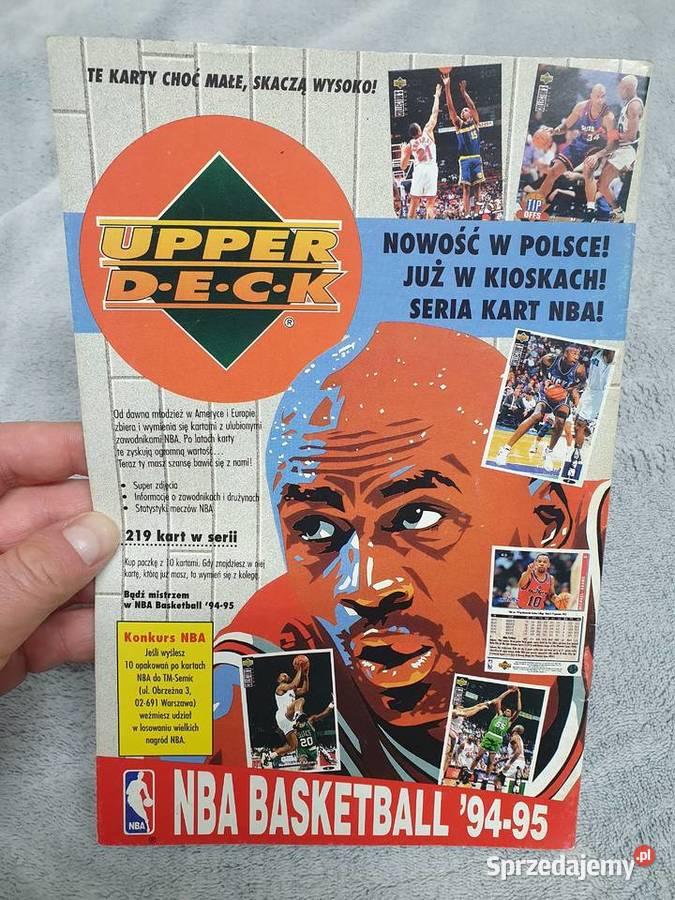 TE KARTY CHOĆ MAŁE, SKACZĄ WYSOKO!
UPPER
D·E·C·K
®
NOWOŚĆ W POLSCE!
JUŻ W KIOSKACH!
SERIA KART NBA!
TIP
OFFS
34
Od dawna młodzież w Ameryce i Europie
zbiera i wymienia się kartami z ulubionymi
zawodnikami NBA. Po latach karty
te zyskują ogromną wartość...
Teraz ty masz szansę bawić się z nami!
• Super zdjęcia
• Informacje o zawodnikach i drużynach
• Statystyki meczów NBA
219 kart w serii
Kup paczkę z 10 kartami. Gdy znajdziesz w niej
kartę, którą już masz, to wymień się z kolegą.
Bądź mistrzem
w NBA Basketball '94-95
Konkurs NBA
Jeśli wyślesz
10 opakowań po kartach
NBA do TM-Semic
(ul. Obrzeżna 3,
02-691 Warszawa)
weźmiesz udział
w losowaniu wielkich
nagród NBA.
10
20
NBA
®
NBA BASKETBALL '94-95
Sprzedajemy.pl